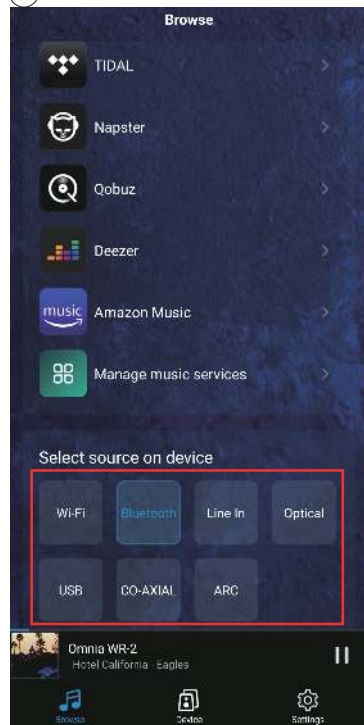 Browse
TIDAL
Napster
Qobuz
Deezer
music
Amazon Music
Manage music services
Select source on device
Wi-Fi Bluetooth Line In Optical
USB CO-AXIAL ARC
Omnia WR-2
Hotel California - Eagles
Browse Device Settings